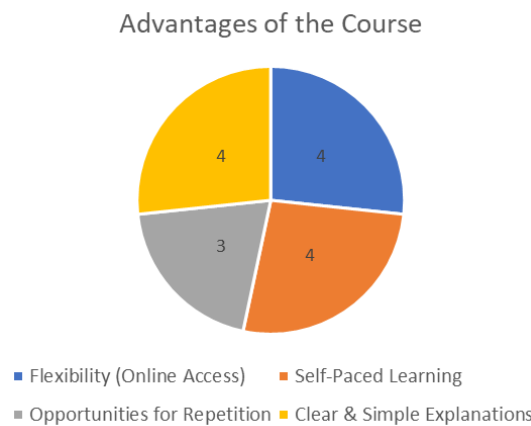 Advantages of the Course
4 4
3 4
Flexibility (Online Access) Self-Paced Learning
Opportunities for Repetition Clear & Simple Explanations